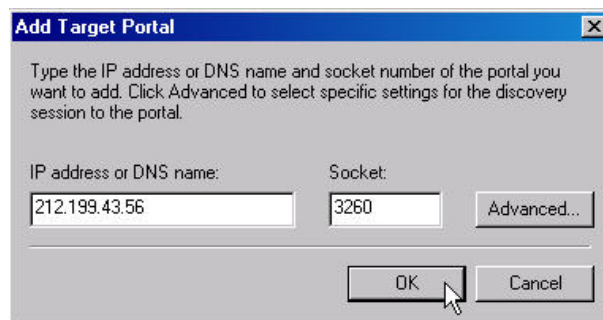 Add Target Portal
Type the IP address or DNS name and socket number of the portal you
want to add. Click Advanced to select specific settings for the discovery
session to the portal.
IP address or DNS name: Socket:
212.199.43.56 3260 Advanced...
OK Cancel